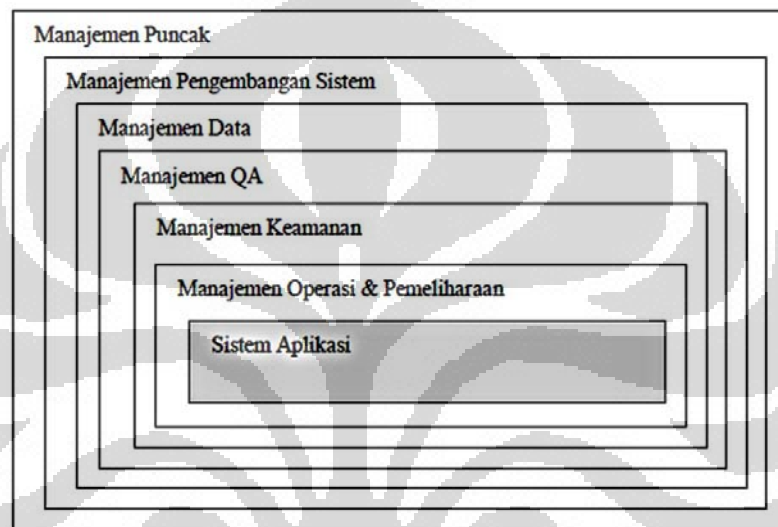 Manajemen Puncak
Manajemen Pengembangan Sistem
Manajemen Data
Manajemen QA
Manajemen Keamanan
Manajemen Operasi & Pemeliharaan
Sistem Aplikasi